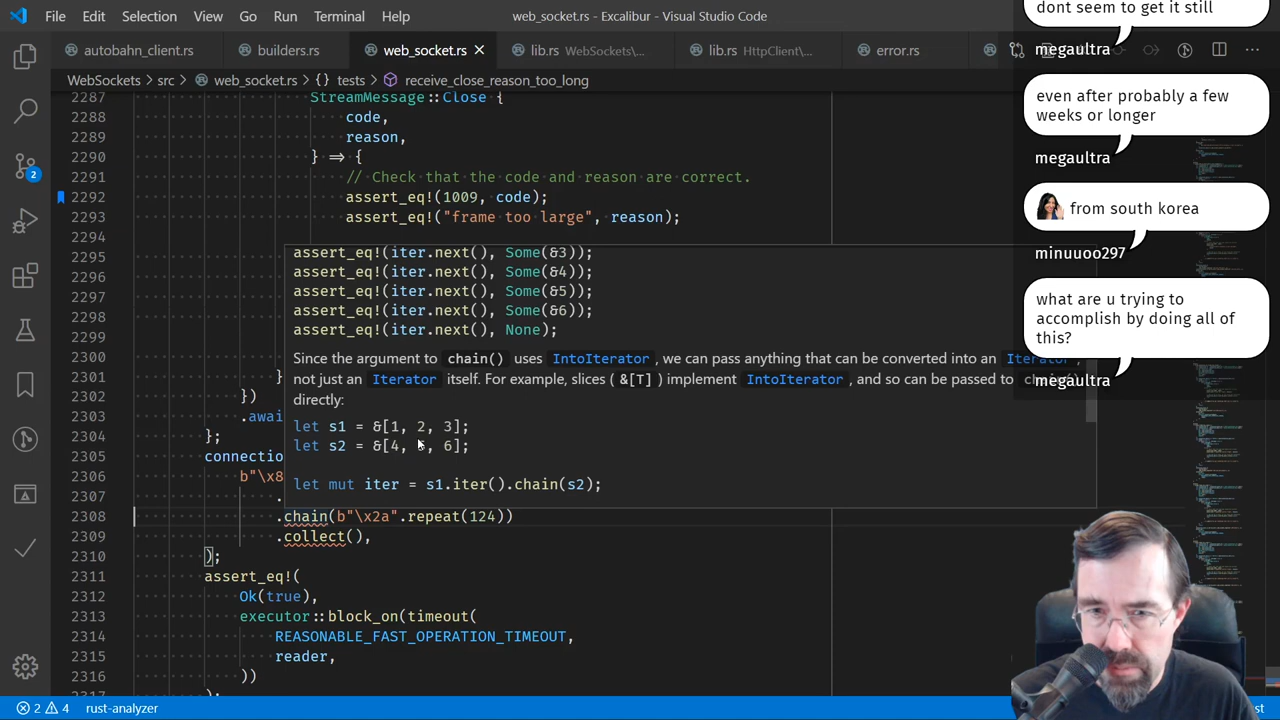 File Edit Selection View Go Run Terminal Help
web_socket.rs - Excalibur - Visual Studio Code
autobahn_client.rs builders.rs web_socket.rs lib.rs WebSockets\... lib.rs HttpClient\... error.rs
WebSockets > src > web_socket.rs > {} tests > receive_close_reason_too_long
2287 StreamMessage::Close {
2288 code,
2289 reason,
2290 } => {
2291 // Check that the code and reason are correct.
2292 assert_eq!(1009, code);
2293 assert_eq!("frame too large", reason);
2294
2295 assert_eq!(iter.next(), Some(&3));
2296 assert_eq!(iter.next(), Some(&4));
2297 assert_eq!(iter.next(), Some(&5));
2298 assert_eq!(iter.next(), Some(&6));
2299 assert_eq!(iter.next(), None);
2300 Since the argument to chain() uses IntoIterator, we can pass anything that can be converted into an
2301 } not just an Iterator itself. For example, slices ( &[T] ) implement IntoIterator, and so can be passed to
2302 }) directly:
2303 .awai let s1 = &[1, 2, 3];
2304 }; let s2 = &[4, , 6];
2305 connection
2306 b"\x8 let mut iter = s1.iter().chain(s2);
2307 .
2308 .chain(b"\x2a".repeat(124))
2309 .collect(),
2310 );
2311 assert_eq!(
2312 Ok(true),
2313 executor::block_on(timeout(
2314 REASONABLE_FAST_OPERATION_TIMEOUT,
2315 reader,
2316 ))
2317 );
2
2 4 rust-analyzer
dont seem to get it still
megaultra
even after probably a few
weeks or longer
megaultra
from south korea
minuuoo297
what are u trying to
accomplish by doing all of
this?
megaultra